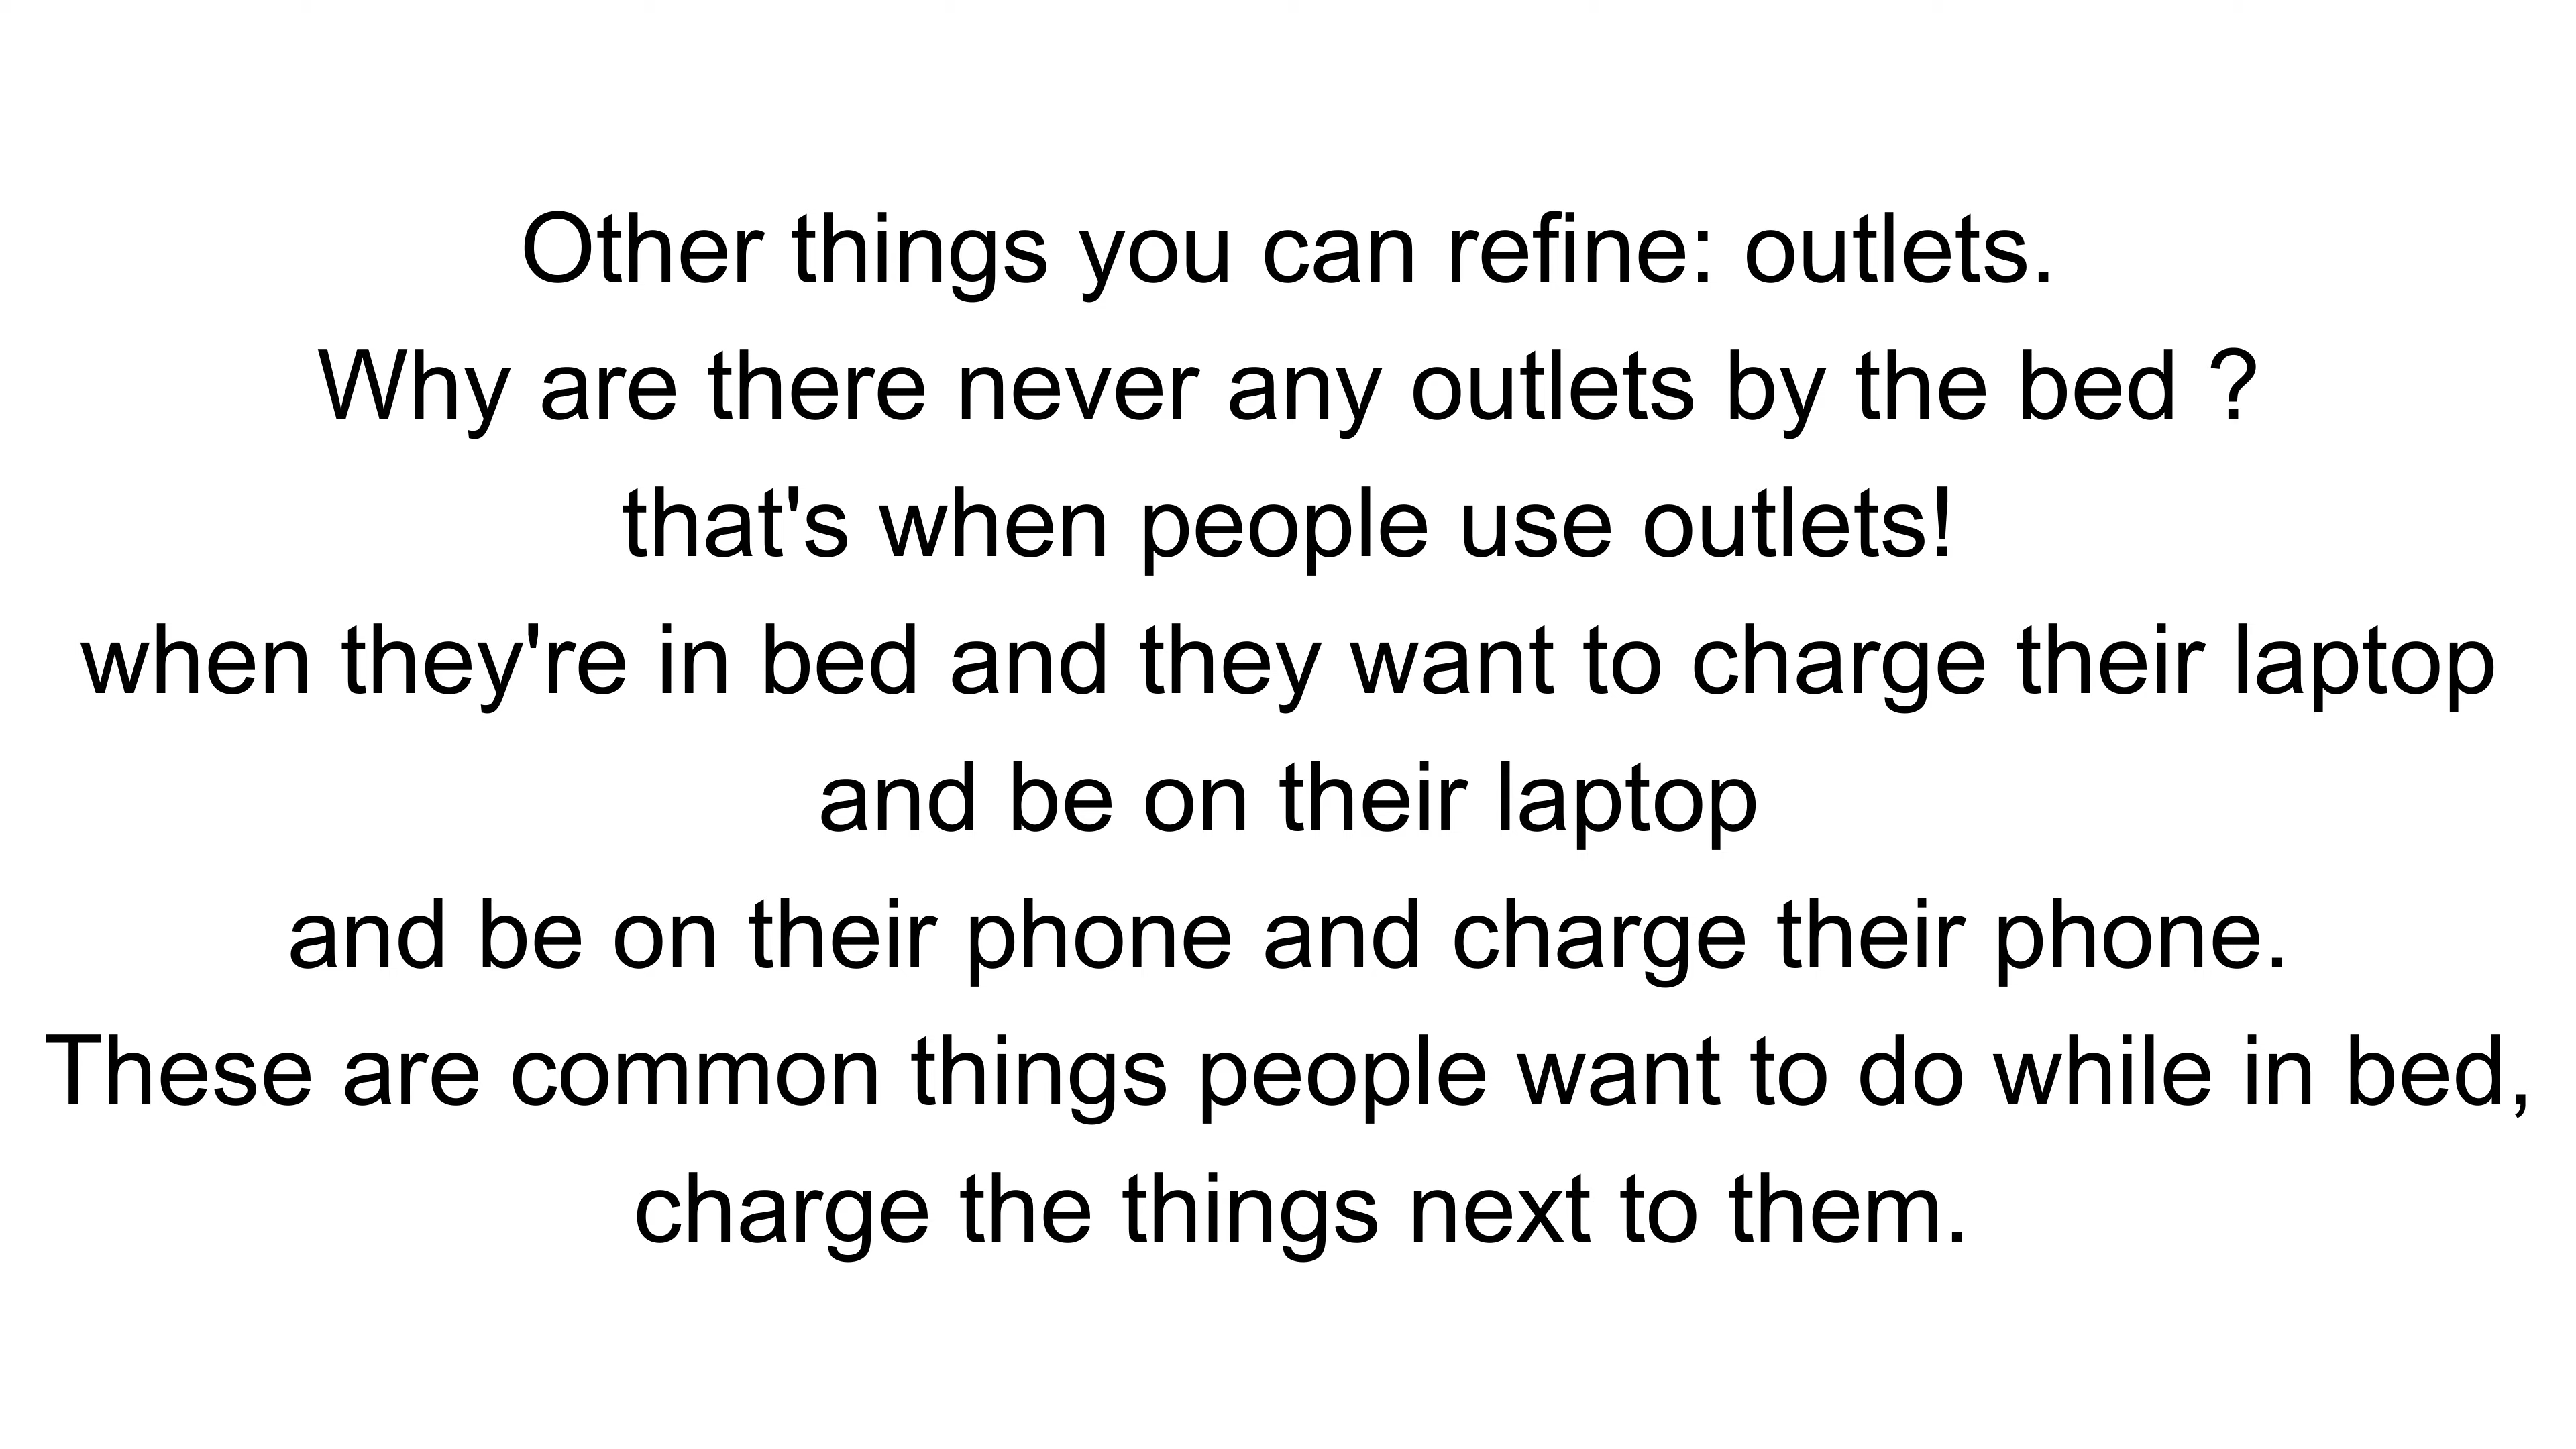 Other things you can refine: outlets.
Why are there never any outlets by the bed ?
that's when people use outlets!
when they're in bed and they want to charge their laptop
and be on their laptop
and be on their phone and charge their phone.
These are common things people want to do while in bed,
charge the things next to them.